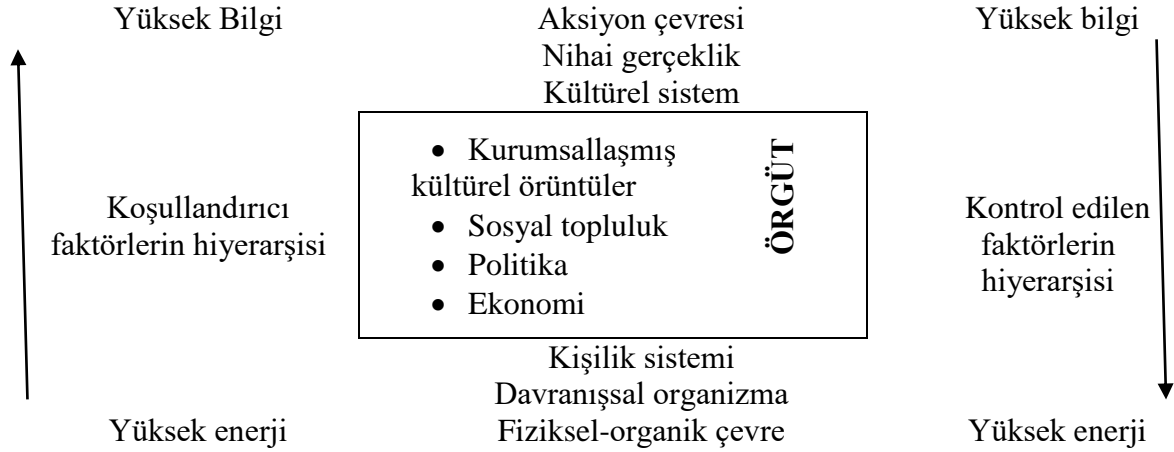 Yüksek Bilgi
Aksiyon çevresi
Yüksek bilgi
Nihai gerçeklik
Kültürel sistem
• Kurumsallaşmış
kültürel örüntüler
• Sosyal topluluk
• Politika
• Ekonomi
ÖRGÜT
Koşullandırıcı
faktörlerin hiyerarşisi
Kontrol edilen
faktörlerin
hiyerarşisi
Kişilik sistemi
Davranışsal organizma
Yüksek enerji
Fiziksel-organik çevre
Yüksek enerji